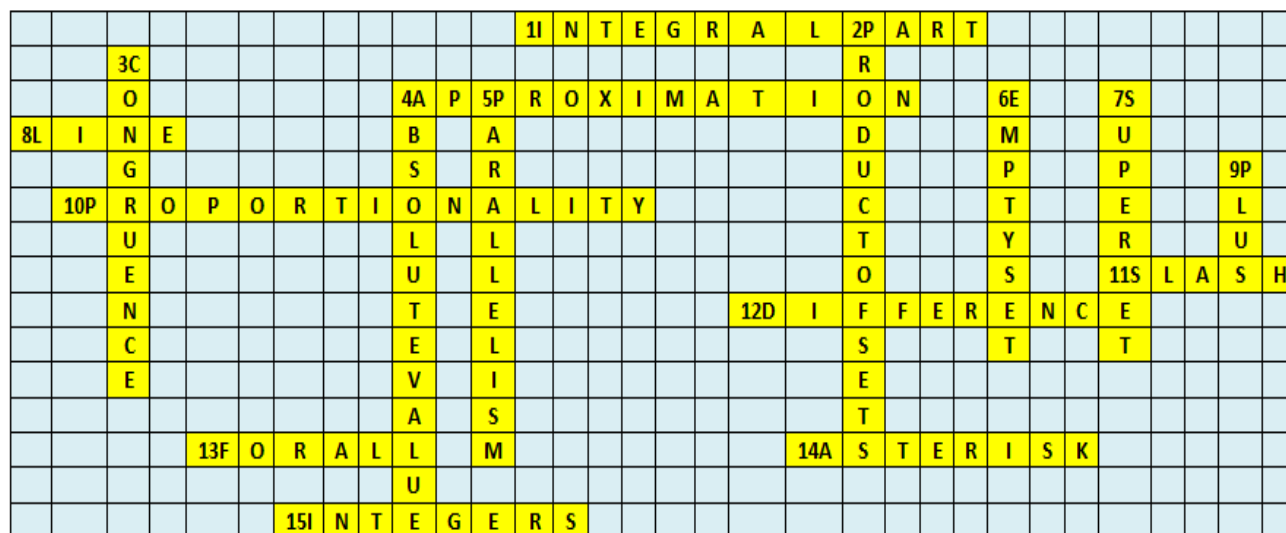 1I N T E G R A L 2P A R T
3C R
O 4A P 5P R O X I M A T I O N 6E 7S
8L I N E B A D M U
G S R U P P 9P
10P R O P O R T I O N A L I T Y C T E L
U L L T Y R U
E U L O S 11S L A S H
N T E 12D I F F E R E N C E
C E L S T T
E V I E
A S T
13F O R A L L M 14A S T E R I S K
U
15I N T E G E R S